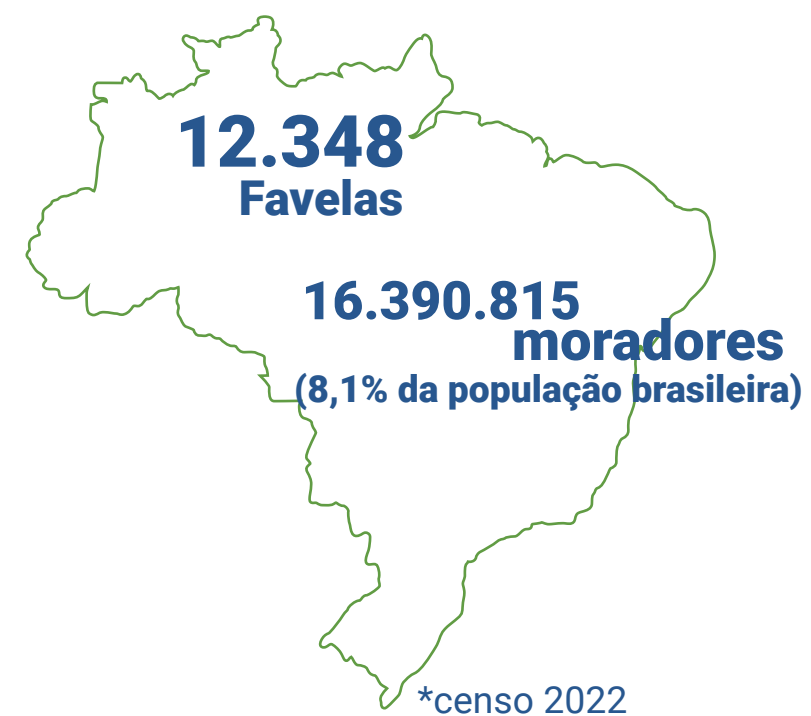 12.348
Favelas
16.390.815
moradores
(8,1% da população brasileira)
*censo 2022